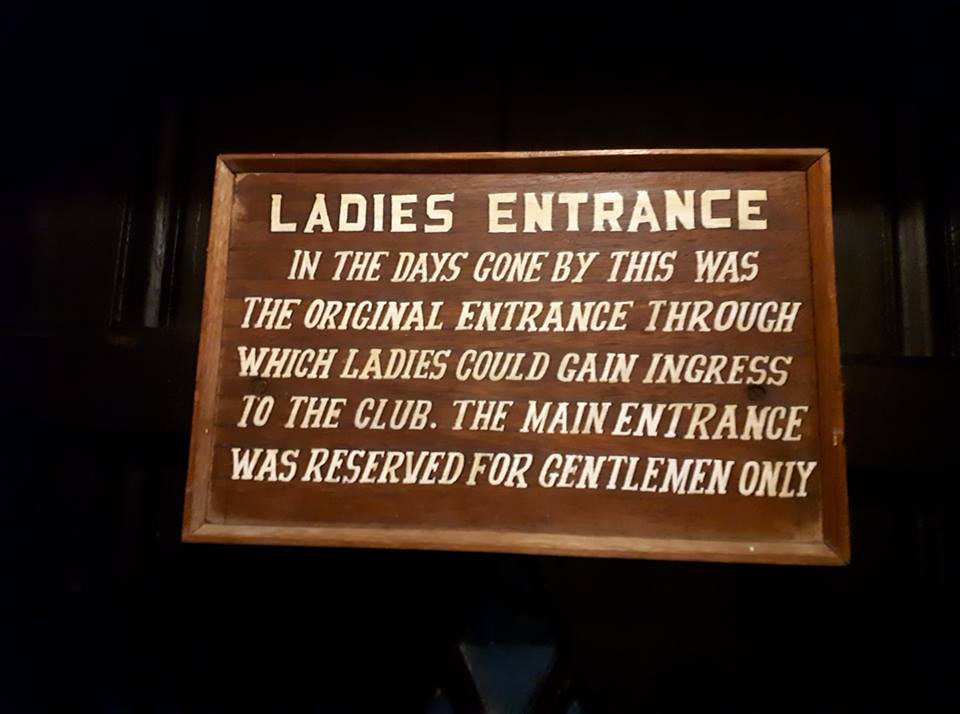 LADIES ENTRANCE
IN THE DAYS GONE BY THIS WAS
THE ORIGINAL ENTRANCE THROUGH
WHICH LADIES COULD GAIN INGRESS
TO THE CLUB. THE MAIN ENTRANCE
WAS RESERVED FOR GENTLEMEN ONLY